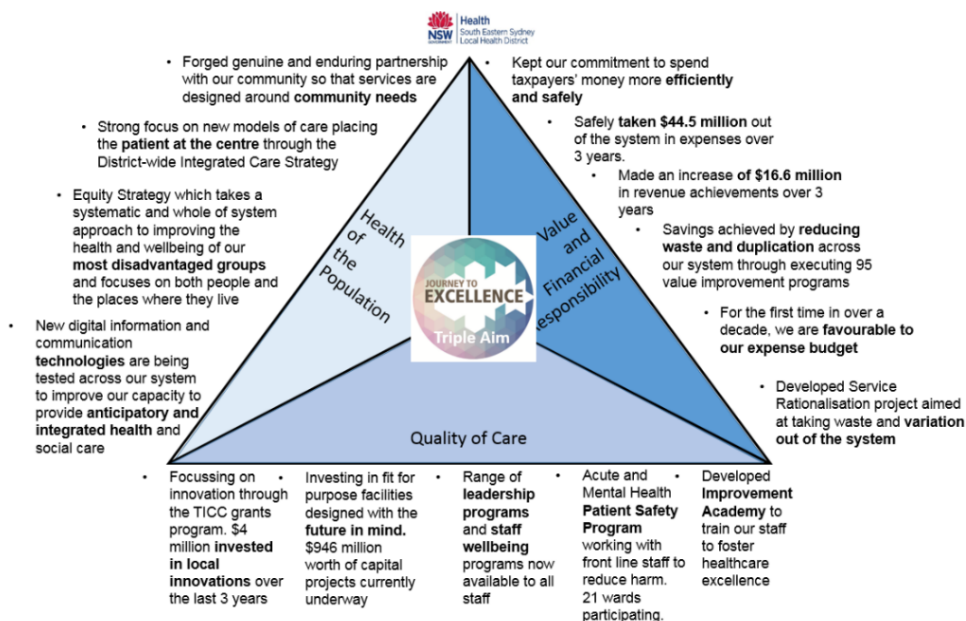 NSW
GOVERNMENT
Health
South Eastern Sydney
Local Health District
• Forged genuine and enduring partnership
with our community so that services are
designed around community needs
• Strong focus on new models of care placing
the patient at the centre through the
District-wide Integrated Care Strategy
• Equity Strategy which takes a
systematic and whole of system
approach to improving the
health and wellbeing of our
most disadvantaged groups
and focuses on both people and
the places where they live
• New digital information and
communication
technologies are being
tested across our system
to improve our capacity to
provide anticipatory and
integrated health and
social care
• Kept our commitment to spend
taxpayers' money more efficiently
and safely
• Safely taken $44.5 million out
of the system in expenses over
3 years.
• Made an increase of $16.6 million
in revenue achievements over 3
years
• Savings achieved by reducing
waste and duplication across
our system through executing 95
value improvement programs
• For the first time in over a
decade, we are favourable to
our expense budget
• Developed Service
Rationalisation project aimed
at taking waste and variation
out of the system
Health
of
the
Population
Value
and
Financial
esponsibility
JOURNEY TO
EXCELLENCE
Triple Aim
Quality of Care
• Focussing on
innovation through
the TICC grants
program. $4
million invested
in local
innovations over
the last 3 years
• Investing in fit for
purpose facilities
designed with the
future in mind.
$946 million
worth of capital
projects currently
underway
• Range of
leadership
programs
and staff
wellbeing
programs now
available to all
staff
• Acute and
Mental Health
Patient Safety
Program
working with
front line staff to
reduce harm.
21 wards
participating.
• Developed
Improvement
Academy to
train our staff
to foster
healthcare
excellence